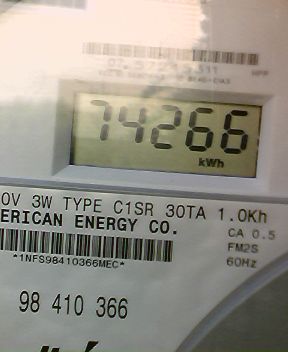 74266
kWh
0V 3W TYPE C1SR 30TA 1.0Kh
ERICAN ENERGY CO.
CA 0.5
FM2S
60Hz
*1NFS98410366MEC*
98 410 366